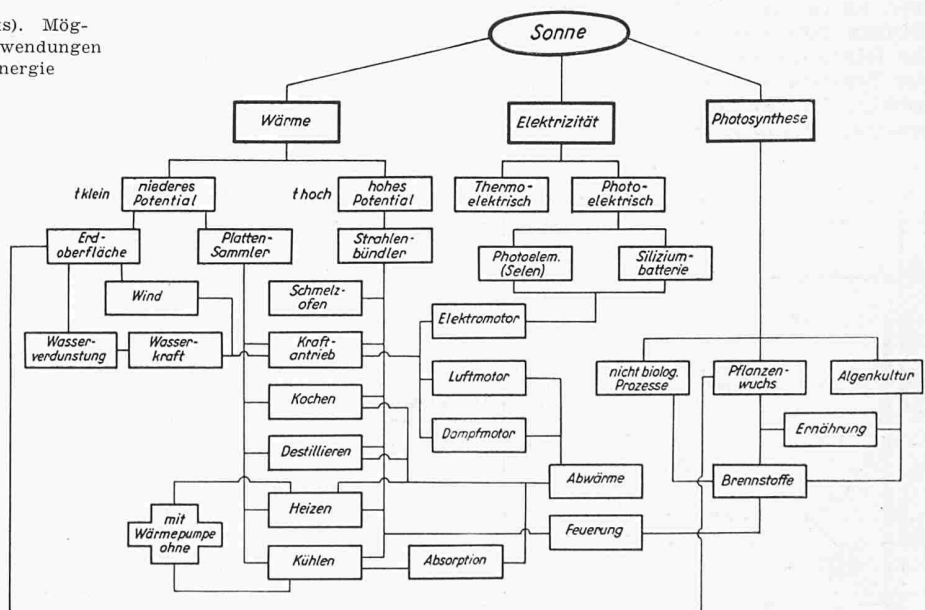 ks). Mög-
wendungen
nergie
Sonne
Wärme
Elektrizität
Photosynthese
t klein
niederes
Potential
t hoch
hohes
Potential
Thermo-
elektrisch
Photo-
elektrisch
Erd-
oberfläche
Platten-
Sammler
Strahlen-
bündler
Photoelem.
(Selen)
Silizium-
batterie
Wind
Schmelz-
ofen
Elektromotor
Wasser-
verdunstung
Wasser-
kraft
Kraft-
antrieb
Luftmotor
nicht biolog.
Prozesse
Pflanzen-
wuchs
Algenkultur
Kochen
Dampfmotor
Ernährung
Destillieren
Abwärme
Brennstoffe
Heizen
mit
Wärmepumpe
ohne
Feuerung
Kühlen
Absorption